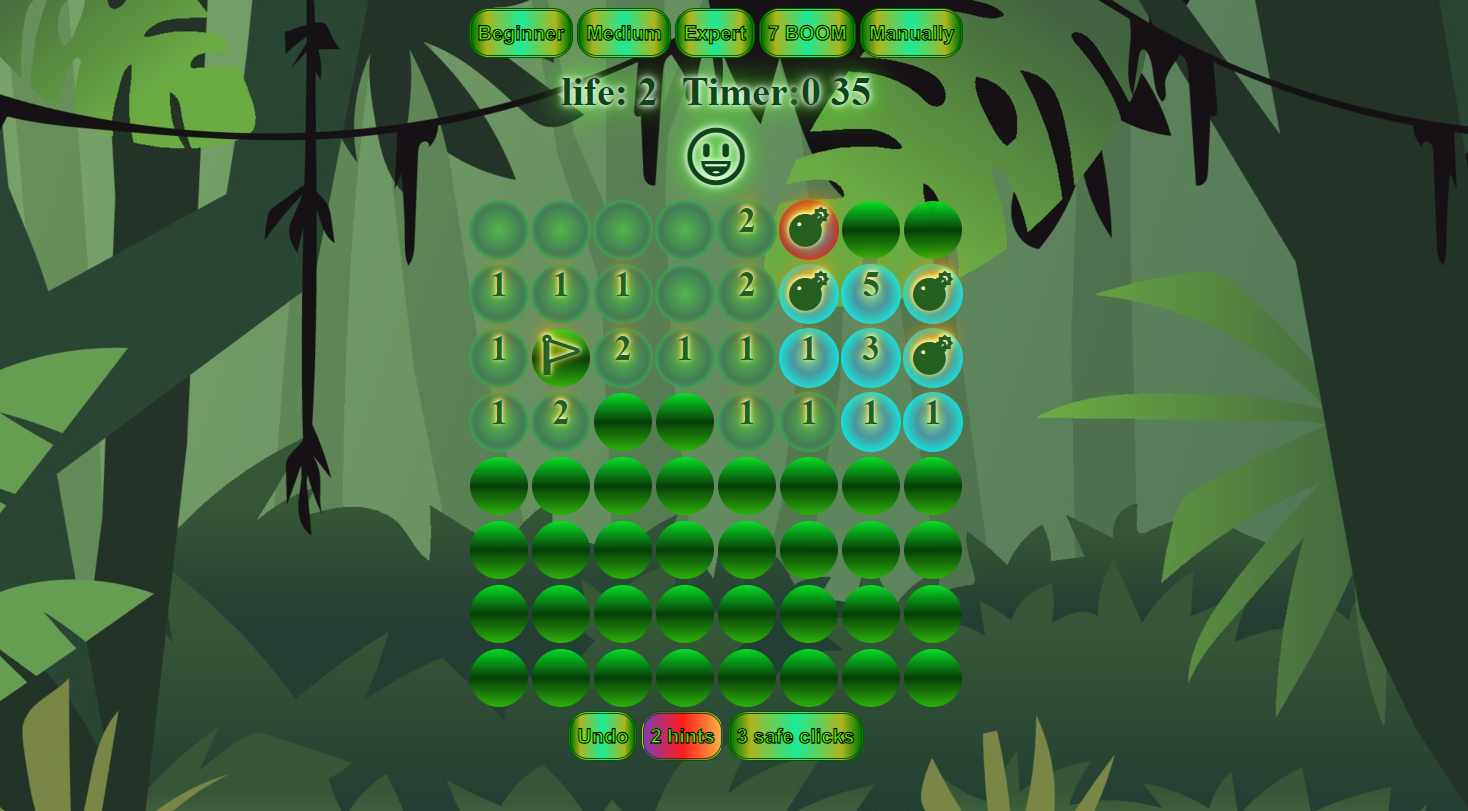 Beginner Medium Expert 7 BOOM Manually
life: 2 Timer:0 35
2
1 1 1 2 5
1 2 1 1 1 3
1 2 1 1 1 1
Undo 2 hints 3 safe clicks